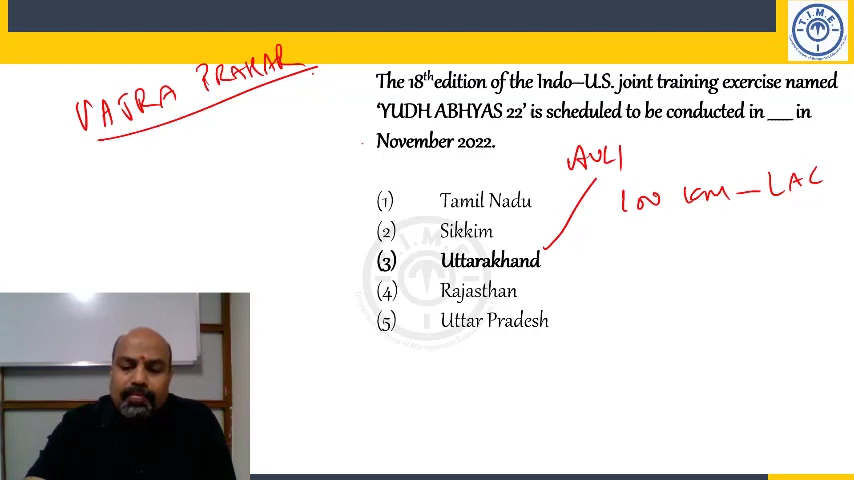 T.I.M.E.
VAJRA PRAHAR
The 18th edition of the Indo–U.S. joint training exercise named
‘YUDH ABHYAS 22’ is scheduled to be conducted in ___ in
November 2022.
AULI
100 KM – LAC
(1) Tamil Nadu
(2) Sikkim
(3) Uttarakhand
(4) Rajasthan
(5) Uttar Pradesh
T.I.M.E.